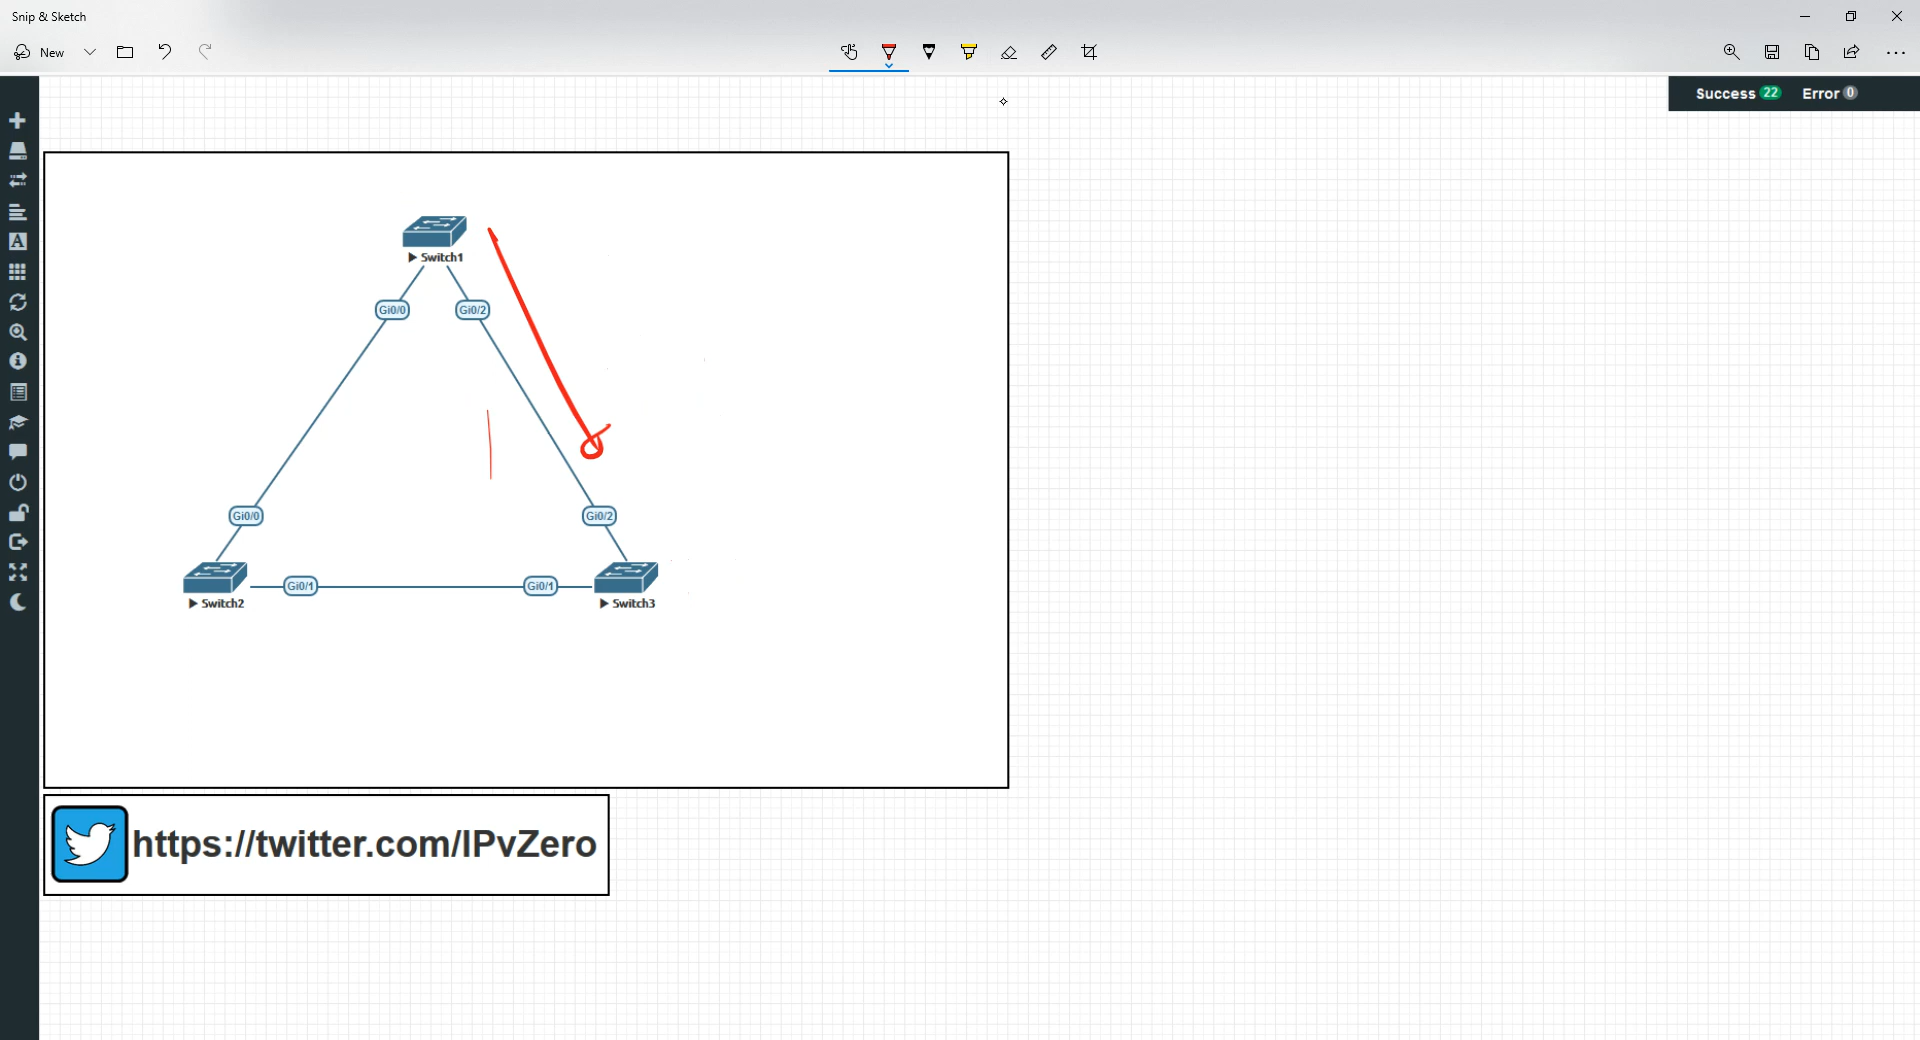 Snip & Sketch
New
Success 22 Error 0
Switch1
Gi0/0 Gi0/2
Gi0/0 Gi0/2
Gi0/1 Gi0/1
Switch2 Switch3
https://twitter.com/IPvZero